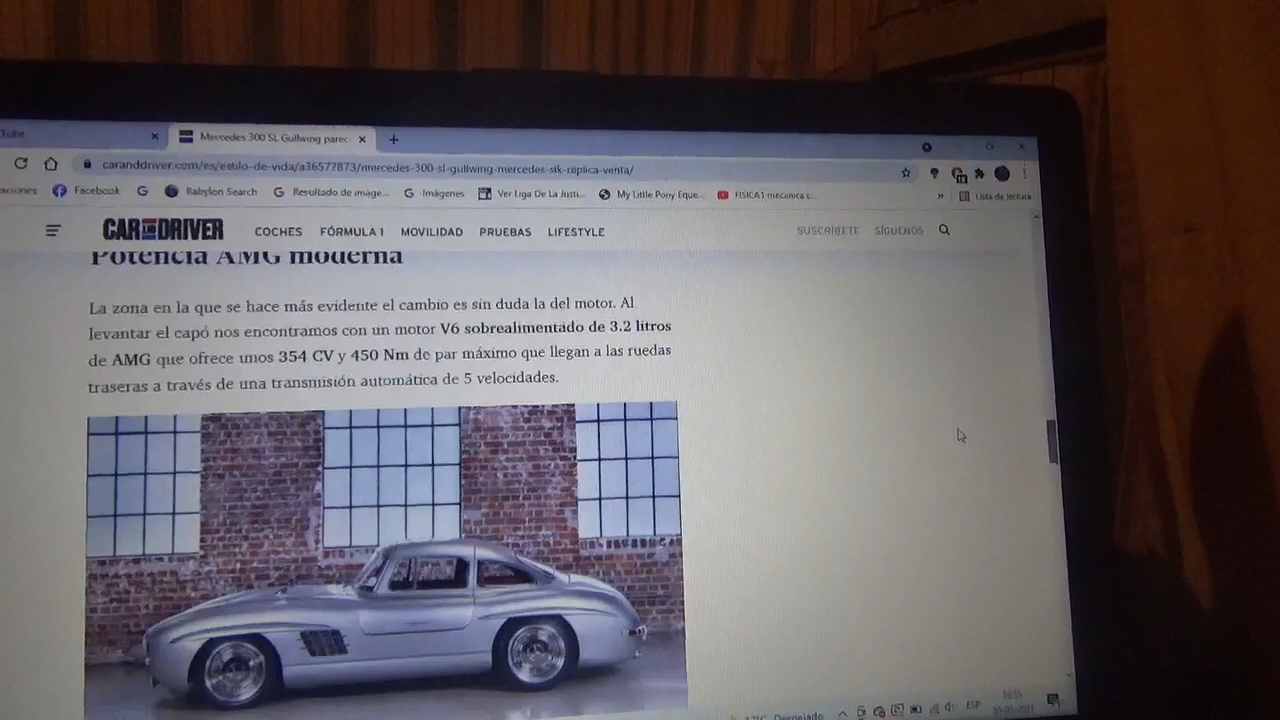 Mercedes 300 SL Gullwing parec
caranddriver.com/es/estilo-de-vida/a36577873/mercedes-300-sl-gullwing-mercedes-slk-replica-venta/
aciones Facebook G Babylon Search Resultado de image... Imágenes Ver Liga De La Justi... My Little Pony Eque... FISICA1 mecanica c... » Lista de lectura
CAR AND DRIVER COCHES FÓRMULA 1 MOVILIDAD PRUEBAS LIFESTYLE SUSCRÍBETE SÍGUENOS
Potencia AMG moderna
La zona en la que se hace más evidente el cambio es sin duda la del motor. Al
levantar el capó nos encontramos con un motor V6 sobrealimentado de 3.2 litros
de AMG que ofrece unos 354 CV y 450 Nm de par máximo que llegan a las ruedas
traseras a través de una transmisión automática de 5 velocidades.
Despejado ESP